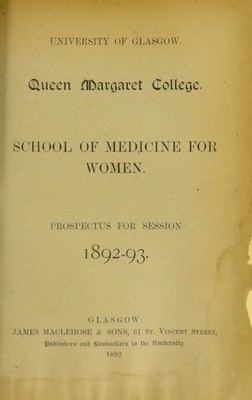 UNIVERSITY OF GLASGOW.
Queen Margaret College.
SCHOOL OF MEDICINE FOR
WOMEN.
PROSPECTUS FOR SESSION
1892-93.
GLASGOW:
JAMES MACLEHOSE & SONS, 61 ST. VINCENT STREET,
Publishers and Booksellers to the University.
1892